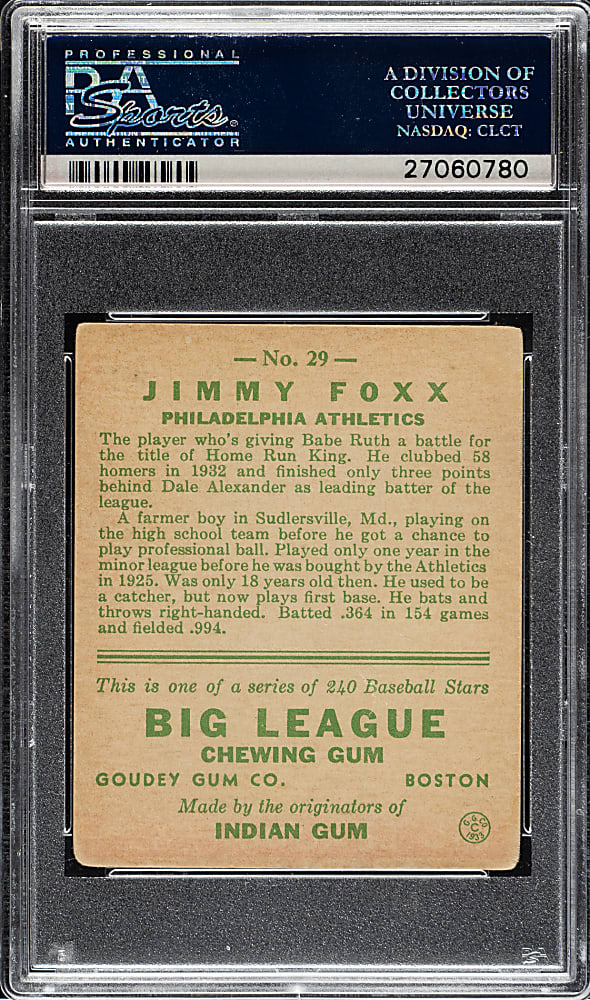 PROFESSIONAL
PSA
Sports®
AUTHENTICATOR
A DIVISION OF
COLLECTORS
UNIVERSE
NASDAQ: CLCT
27060780
— No. 29 —
JIMMY FOXX
PHILADELPHIA ATHLETICS
The player who's giving Babe Ruth a battle for
the title of Home Run King. He clubbed 58
homers in 1932 and finished only three points
behind Dale Alexander as leading batter of the
league.
A farmer boy in Sudlersville, Md., playing on
the high school team before he got a chance to
play professional ball. Played only one year in the
minor league before he was bought by the Athletics
in 1925. Was only 18 years old then. He used to be
a catcher, but now plays first base. He bats and
throws right-handed. Batted .364 in 154 games
and fielded .994.
This is one of a series of 240 Baseball Stars
BIG LEAGUE
CHEWING GUM
GOUDEY GUM CO. BOSTON
Made by the originators of
INDIAN GUM
G. G. CO.
C
1933